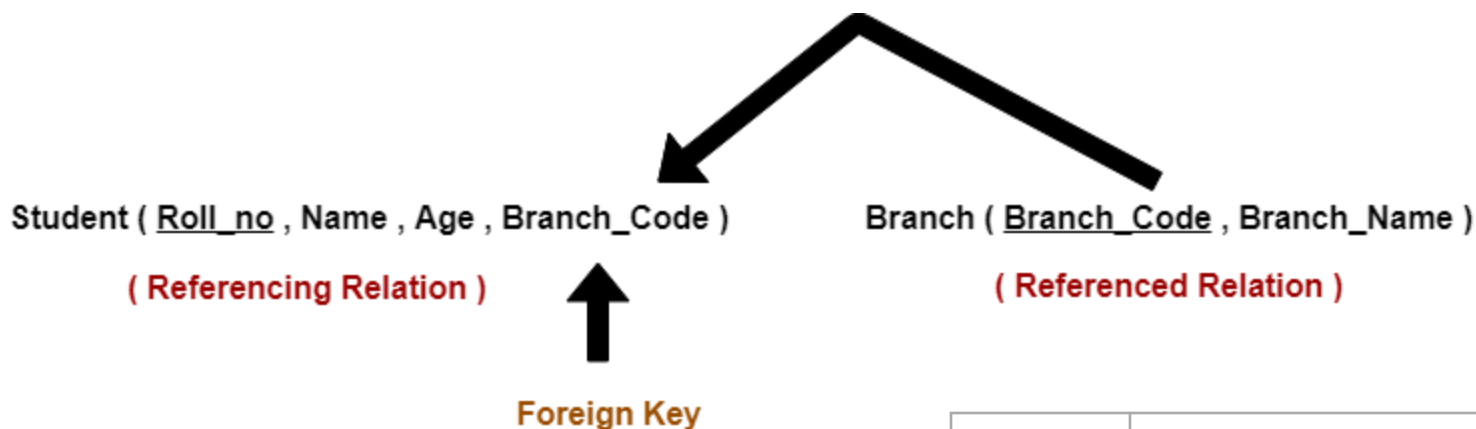 Student ( Roll_no , Name , Age , Branch_Code ) Branch ( Branch_Code , Branch_Name )
( Referencing Relation ) ( Referenced Relation )
Foreign Key